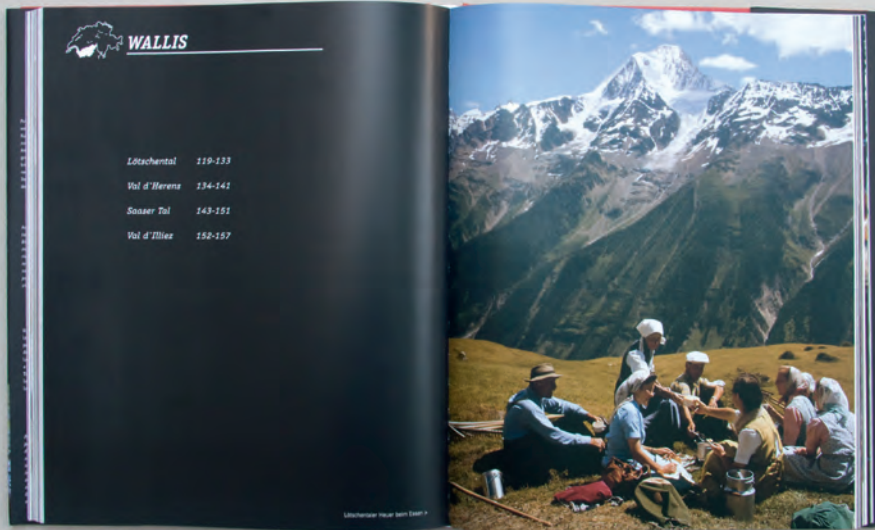 WALLIS
Lötschental 119-133
Val d'Herens 134-141
Saaser Tal 143-151
Val d'Illiez 152-157
Lötschentaler Heuer beim Essen >